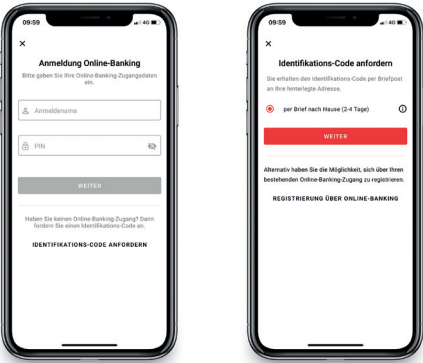 09:59
4G
Anmeldung Online-Banking
Bitte geben Sie Ihre Online-Banking-Zugangsdaten
ein.
Anmeldename
PIN
WEITER
Haben Sie keinen Online-Banking-Zugang? Dann
fordern Sie einen Identifikations-Code an.
IDENTIFIKATIONS-CODE ANFORDERN
09:59
4G
Identifikations-Code anfordern
Sie erhalten den Identifikations-Code per Briefpost
an Ihre hinterlegte Adresse.
per Brief nach Hause (2-4 Tage)
WEITER
Alternativ haben Sie die Möglichkeit, sich über Ihren
bestehenden Online-Banking-Zugang zu registrieren.
REGISTRIERUNG ÜBER ONLINE-BANKING